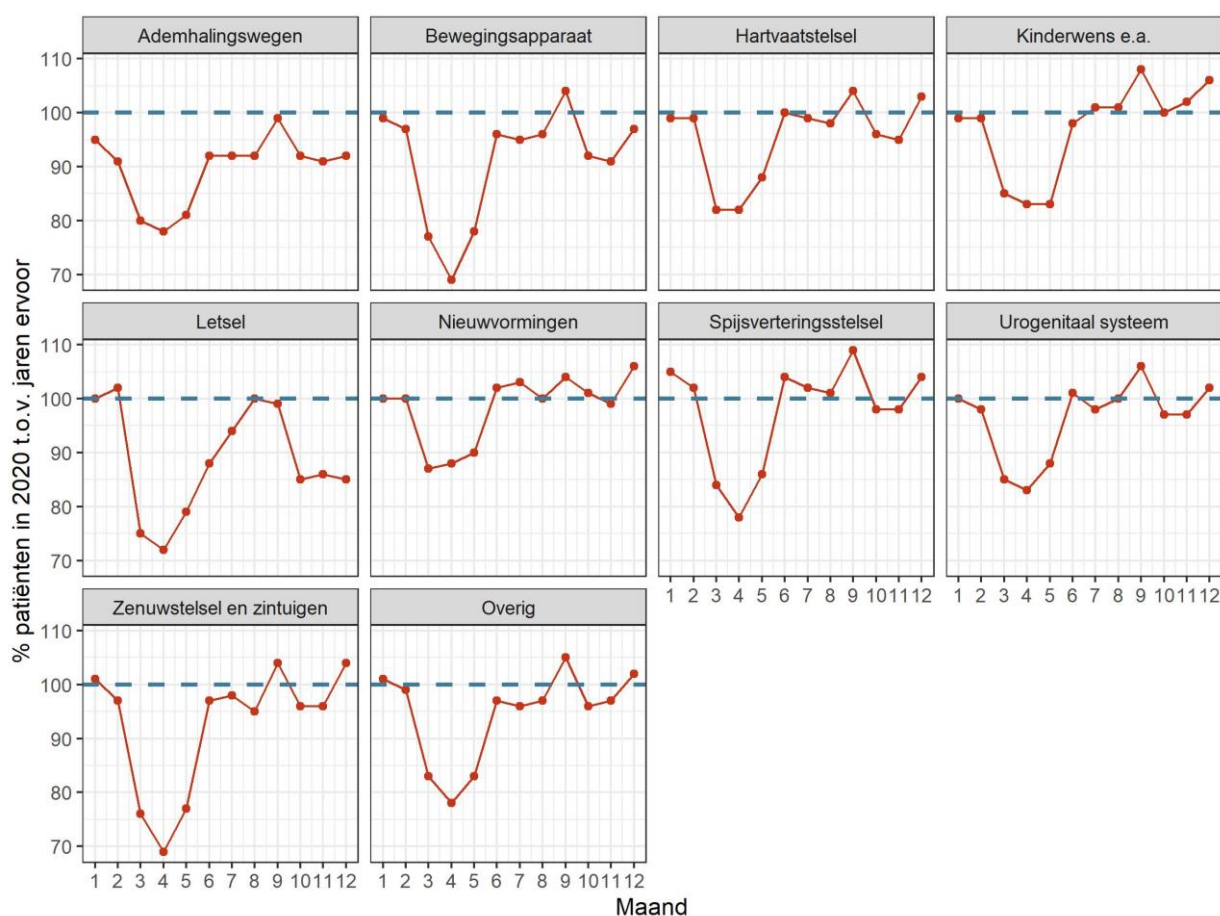 % patiënten in 2020 t.o.v. jaren ervoor
Ademhalingswegen
Bewegingsapparaat
Hartvaatstelsel
Kinderwens e.a.
110
100
90
80
70
Letsel
Nieuwvormingen
Spijsverteringsstelsel
Urogenitaal systeem
110
100
90
80
70
1 2 3 4 5 6 7 8 9 10 11 12
1 2 3 4 5 6 7 8 9 10 11 12
Zenuwstelsel en zintuigen
Overig
110
100
90
80
70
1 2 3 4 5 6 7 8 9 10 11 12
1 2 3 4 5 6 7 8 9 10 11 12
Maand